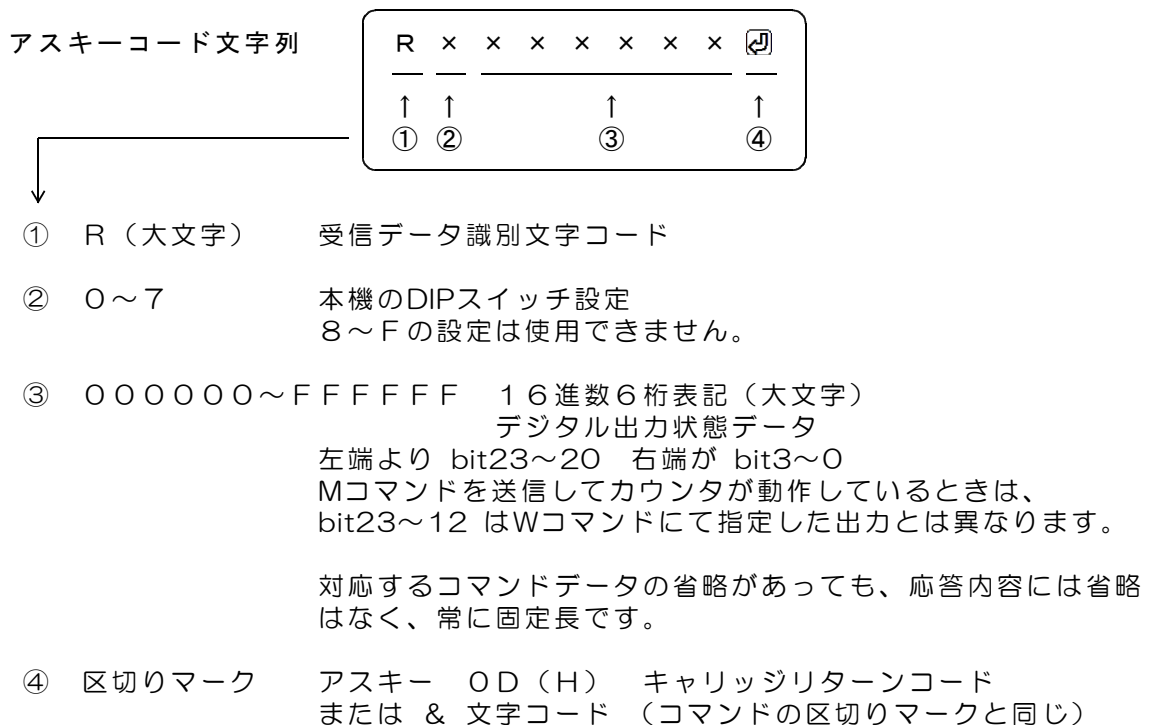 アスキーコード文字列
R × × × × × × × ↵
↑ ↑ ↑ ↑
① ② ③ ④
① R（大文字） 受信データ識別文字コード
② 0～7 本機のDIPスイッチ設定
8～Fの設定は使用できません。
③ 000000～FFFFFF 16進数6桁表記（大文字）
デジタル出力状態データ
左端より bit23～20 右端が bit3～0
Mコマンドを送信してカウンタが動作しているときは、
bit23～12 はWコマンドにて指定した出力とは異なります。
対応するコマンドデータの省略があっても、応答内容には省略
はなく、常に固定長です。
④ 区切りマーク アスキー 0D（H） キャリッジリターンコード
または & 文字コード （コマンドの区切りマークと同じ）